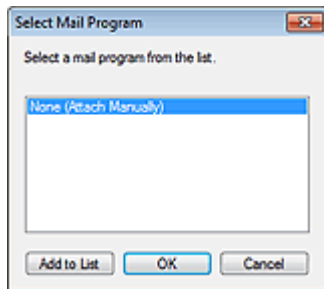 Select Mail Program
Select a mail program from the list.
None (Attach Manually)
Add to List OK Cancel